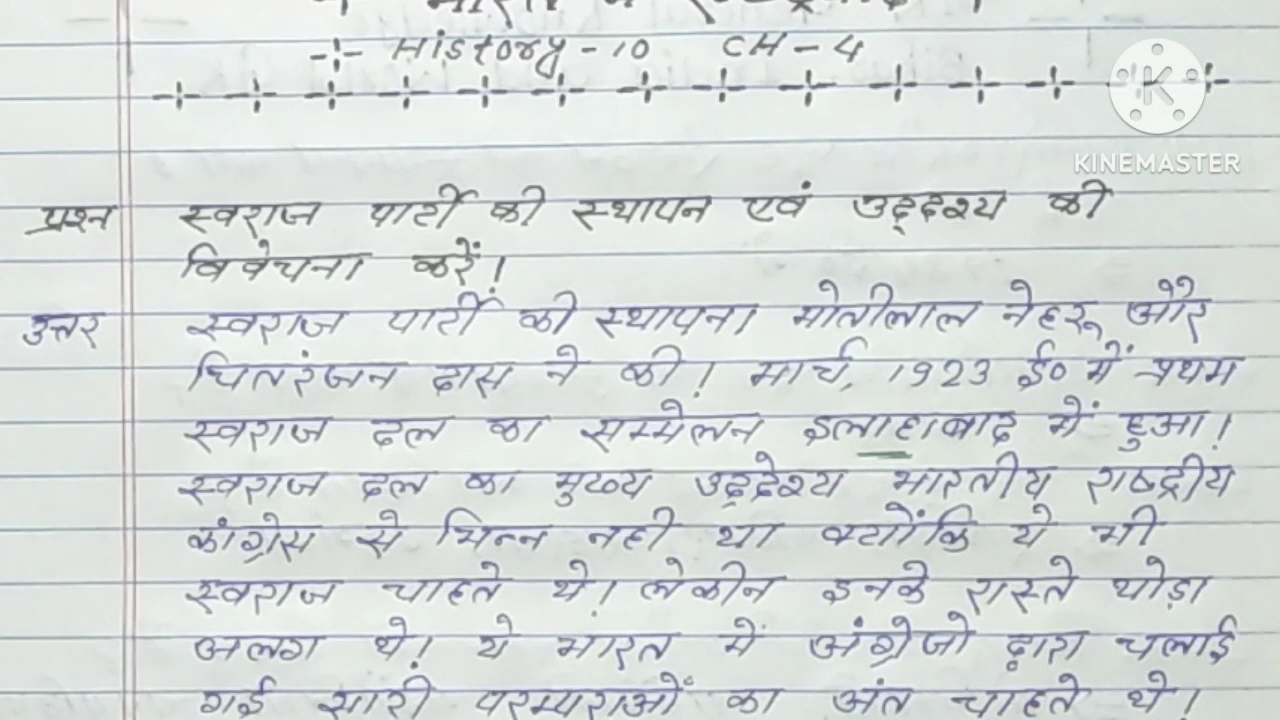 History-10 CH-4
KINEMASTER
प्रश्न स्वराज पार्टी की स्थापन एवं उद्दश्य की
विवेचना करें।
उत्तर स्वराज पार्टी की स्थापना मोतीलाल नेहरू और
चितरंजन दास ने की। मार्च, 1923 ई० में प्रथम
स्वराज दल का सम्मेलन इलाहाबाद में हुआ।
स्वराज दल का मुख्य उद्देश्य भारतीय राष्ट्रीय
कांग्रेस से भिन्न नही था क्योंकि ये भी
स्वराज चाहते थे। लेकीन इनके रास्ते थोड़ा
अलग थे। ये भारत में अंग्रेजो द्वारा चलाई
गई सारी परम्पराओं का अंत चाहते थे।